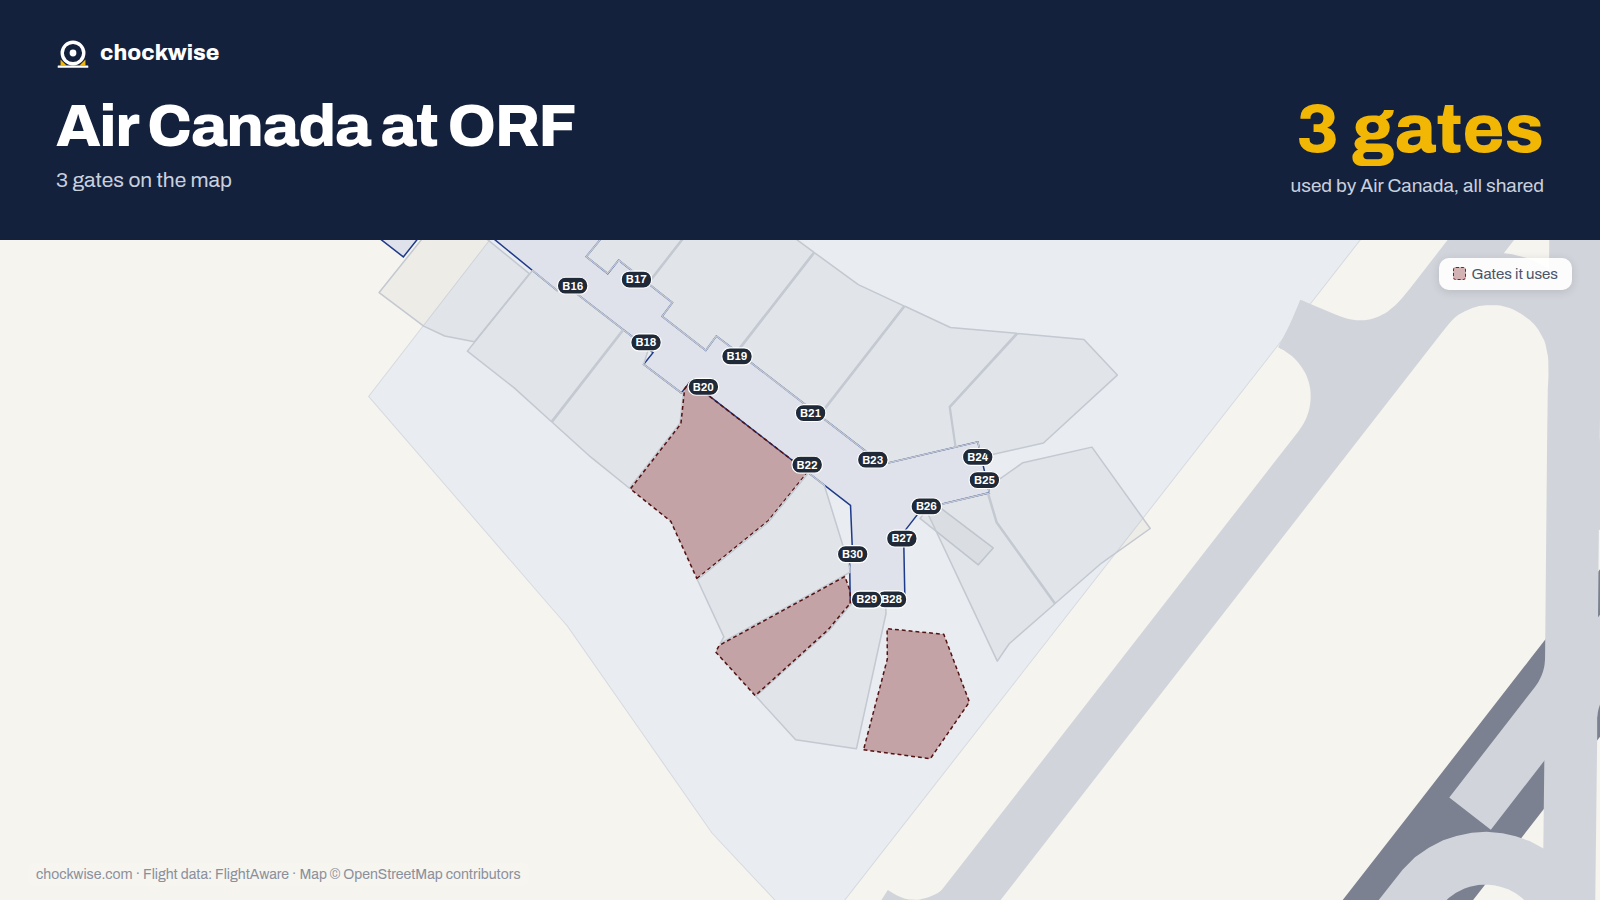 chockwise
Air Canada at ORF
3 gates on the map
3 gates
used by Air Canada, all shared
Gates it uses
B16
B17
B18
B19
B20
B21
B22
B23
B24
B25
B26
B27
B30
B29
B28
chockwise.com · Flight data: FlightAware · Map © OpenStreetMap contributors